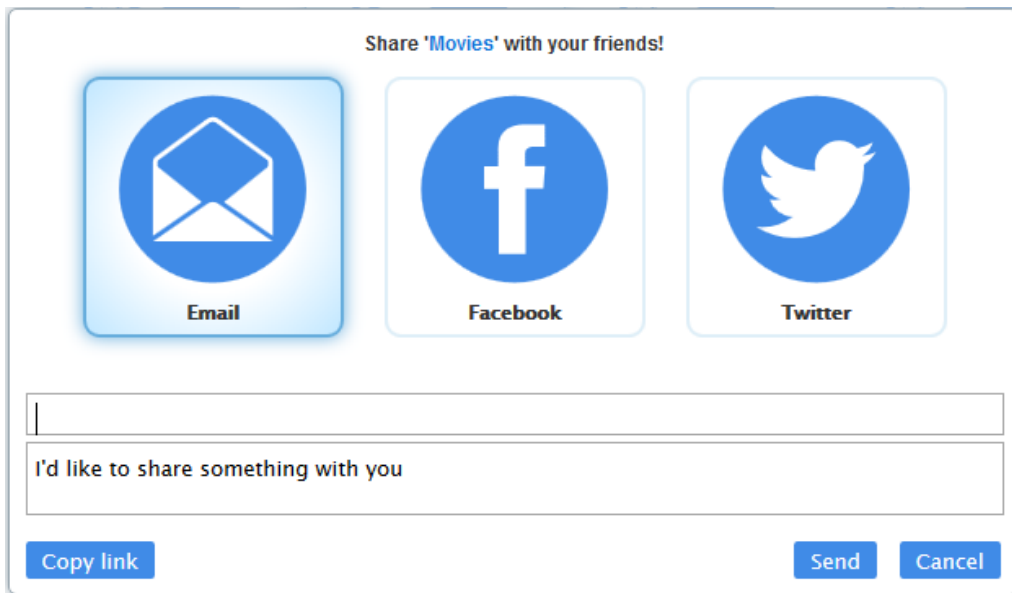 Share 'Movies' with your friends!
Email
Facebook
Twitter
I'd like to share something with you
Copy link
Send
Cancel